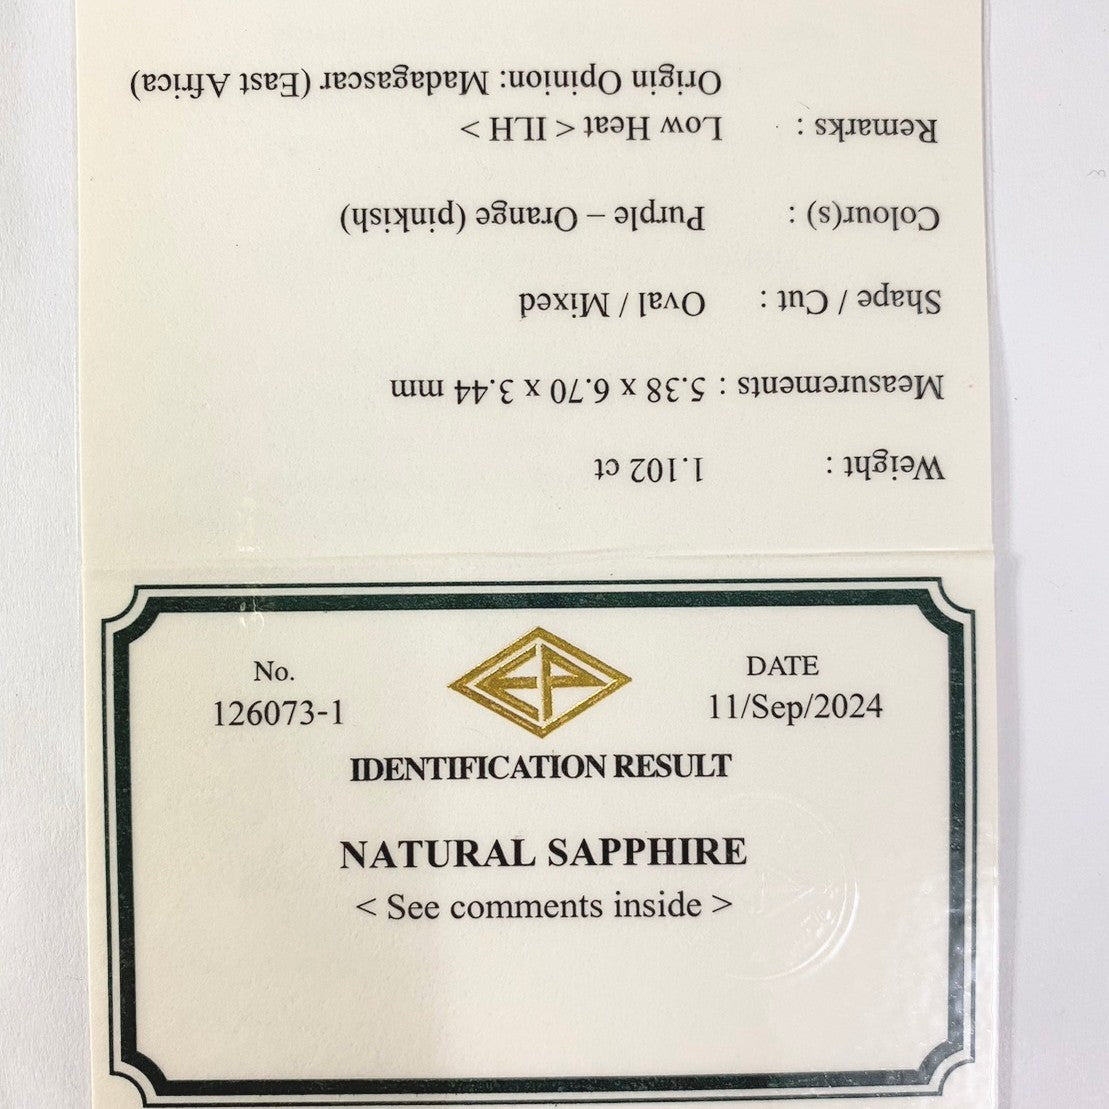 No. DATE
126073-1 11/Sep/2024
IDENTIFICATION RESULT
NATURAL SAPPHIRE
< See comments inside >
Weight : 1.102 ct
Measurements : 5.38 x 6.70 x 3.44 mm
Shape / Cut : Oval / Mixed
Colour(s) : Purple – Orange (pinkish)
Remarks : Low Heat < ILH >
Origin Opinion: Madagascar (East Africa)